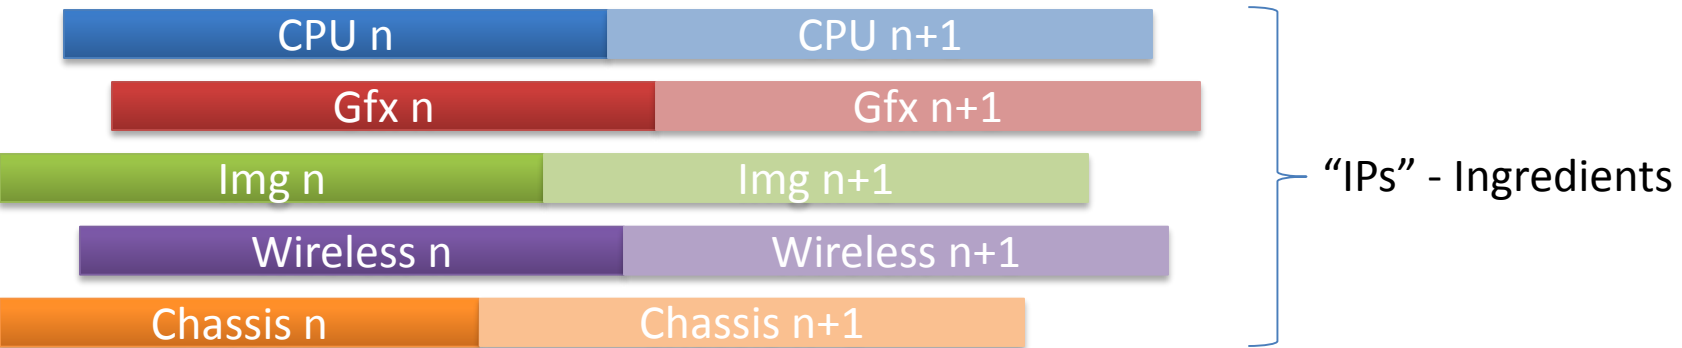 CPU n CPU n+1
Gfx n Gfx n+1
Img n Img n+1
“IPs” - Ingredients
Wireless n Wireless n+1
Chassis n Chassis n+1